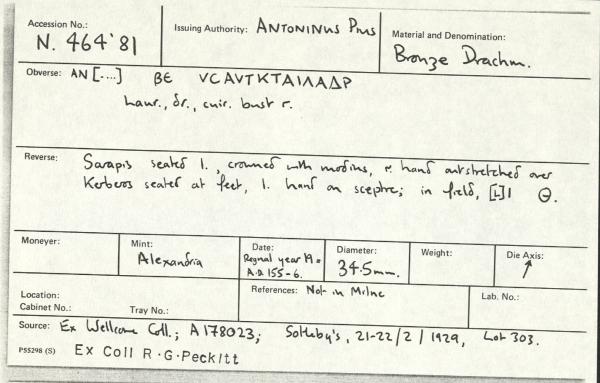 Accession No.: Issuing Authority: ANTONINUS PIUS Material and Denomination:
N. 464'81 Bronze Drachm.
Obverse: AN [....] BE VCAVTKTAIΛAΔP
Laur., dr., cuir. bust r.
Reverse: Sarapis seated l., crowned with modius, r. hand outstretched over
Kerberos seated at feet, l. hand on sceptre; in field, [L]I Θ.
Moneyer: Mint: Date: Diameter: Weight: Die Axis:
Alexandria Regnal year 19 = 34.5mm. ↑
A.D. 155-6.
Location: References: Not in Milne Lab. No.:
Cabinet No.: Tray No.:
Source: Ex Wellcome Coll.; A178023; Sotheby's, 21-22/2/1929, Lot 303.
PS5298 (S) Ex Coll R.G.Peckitt